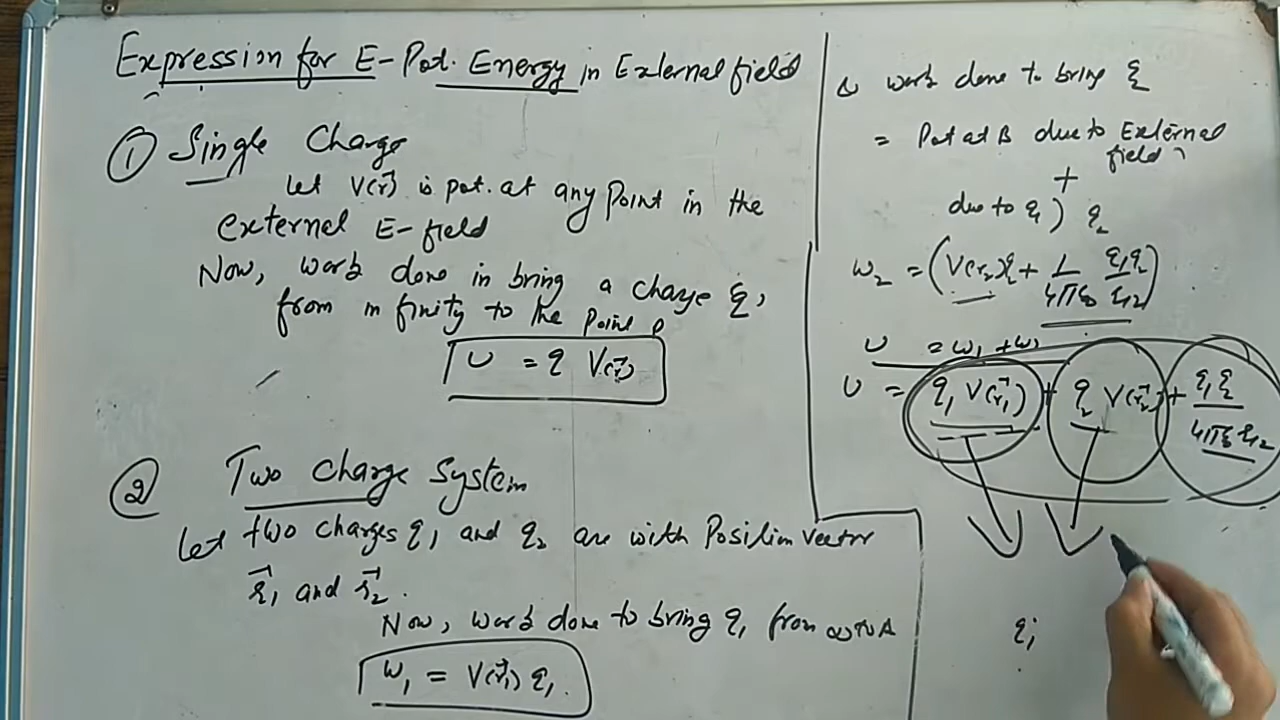 Expression for E-Pot. Energy in External field
① Single Charge
Let V(r⃗) is pot. at any Point in the
external E-field
Now, work done in bring a charge q,
from infinity to the point p
U = q V(r⃗)
② Two Charge System
Let two charges q₁ and q₂ are with Position Vector
r⃗₁ and r⃗₂.
Now, work done to bring q₁ from ∞ to A
W₁ = V(r⃗₁) q₁.
work done to bring q
= Pot at B due to External
field
+
due to q₁) q₂
W₂ = (V(r₂)q₂ + 1/4πε₀ q₁q₂/r₁₂)
U = W₁ + W₂
U = q₁ V(r⃗₁) + q₂ V(r⃗₂) + q₁q₂/4πε₀ r₁₂
qi